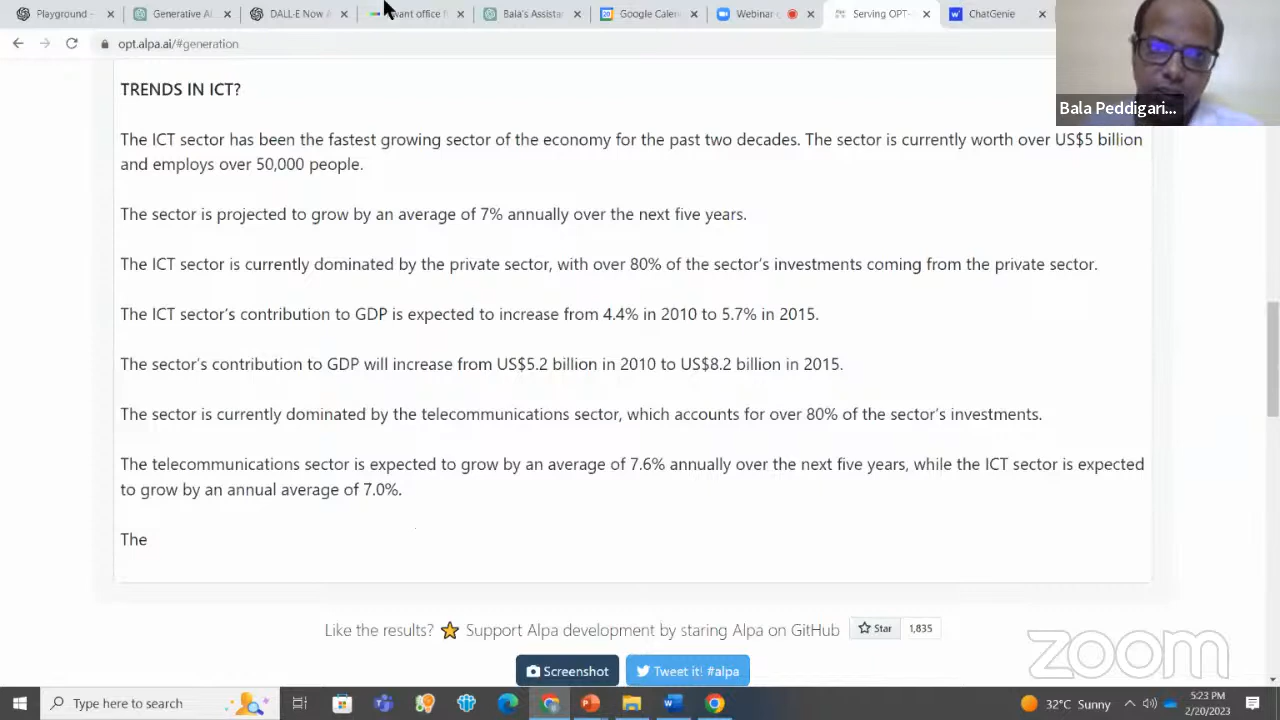 Playground
Generative AI
DALL·E Now A
want office f
Bala's Assista
Google Calen
20
Webinar
Serving OPT-
ChatGenie
opt.alpa.ai/#generation
Bala Peddigari...
TRENDS IN ICT?
The ICT sector has been the fastest growing sector of the economy for the past two decades. The sector is currently worth over US$5 billion
and employs over 50,000 people.
The sector is projected to grow by an average of 7% annually over the next five years.
The ICT sector is currently dominated by the private sector, with over 80% of the sector's investments coming from the private sector.
The ICT sector's contribution to GDP is expected to increase from 4.4% in 2010 to 5.7% in 2015.
The sector's contribution to GDP will increase from US$5.2 billion in 2010 to US$8.2 billion in 2015.
The sector is currently dominated by the telecommunications sector, which accounts for over 80% of the sector's investments.
The telecommunications sector is expected to grow by an average of 7.6% annually over the next five years, while the ICT sector is expected
to grow by an annual average of 7.0%.
The
Like the results? ⭐ Support Alpa development by staring Alpa on GitHub
Star 1,835
zoom
Screenshot
Tweet it! #alpa
Type here to search
32°C Sunny
5:23 PM
2/20/2023